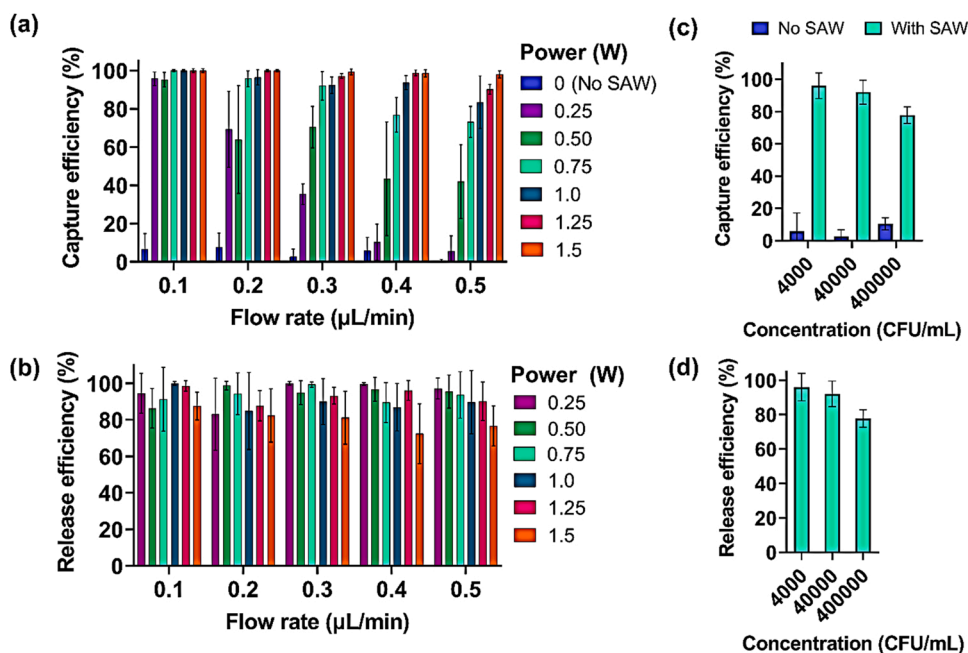 (a)
Capture efficiency (%)
100
80
60
40
20
0
0.1 0.2 0.3 0.4 0.5
Flow rate (µL/min)
Power (W)
0 (No SAW)
0.25
0.50
0.75
1.0
1.25
1.5
(c)
No SAW With SAW
Capture efficiency (%)
100
80
60
40
20
0
4000 40000 400000
Concentration (CFU/mL)
(b)
Release efficiency (%)
100
80
60
40
20
0
0.1 0.2 0.3 0.4 0.5
Flow rate (µL/min)
Power (W)
0.25
0.50
0.75
1.0
1.25
1.5
(d)
Release efficiency (%)
100
80
60
40
20
0
4000 40000 400000
Concentration (CFU/mL)